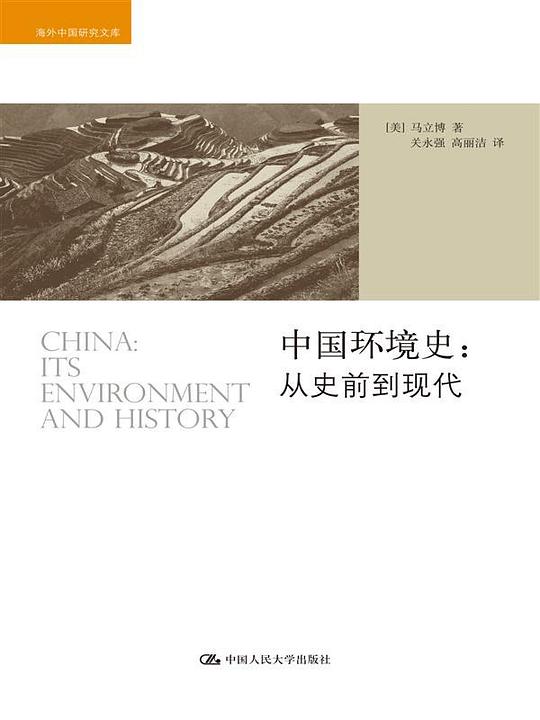 海外中国研究文库
[美] 马立博 著
关永强 高丽洁 译
CHINA:
ITS
ENVIRONMENT
AND HISTORY
中国环境史：
从史前到现代
中国人民大学出版社